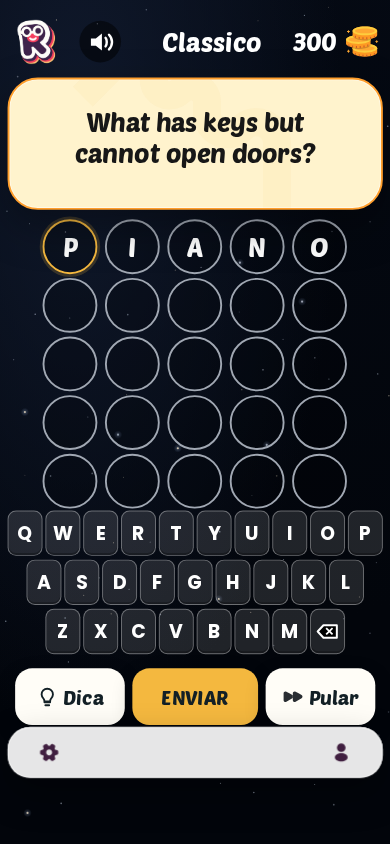 Classico 300
What has keys but
cannot open doors?
P I A N O
Q W E R T Y U I O P
A S D F G H J K L
Z X C V B N M
Dica ENVIAR Pular